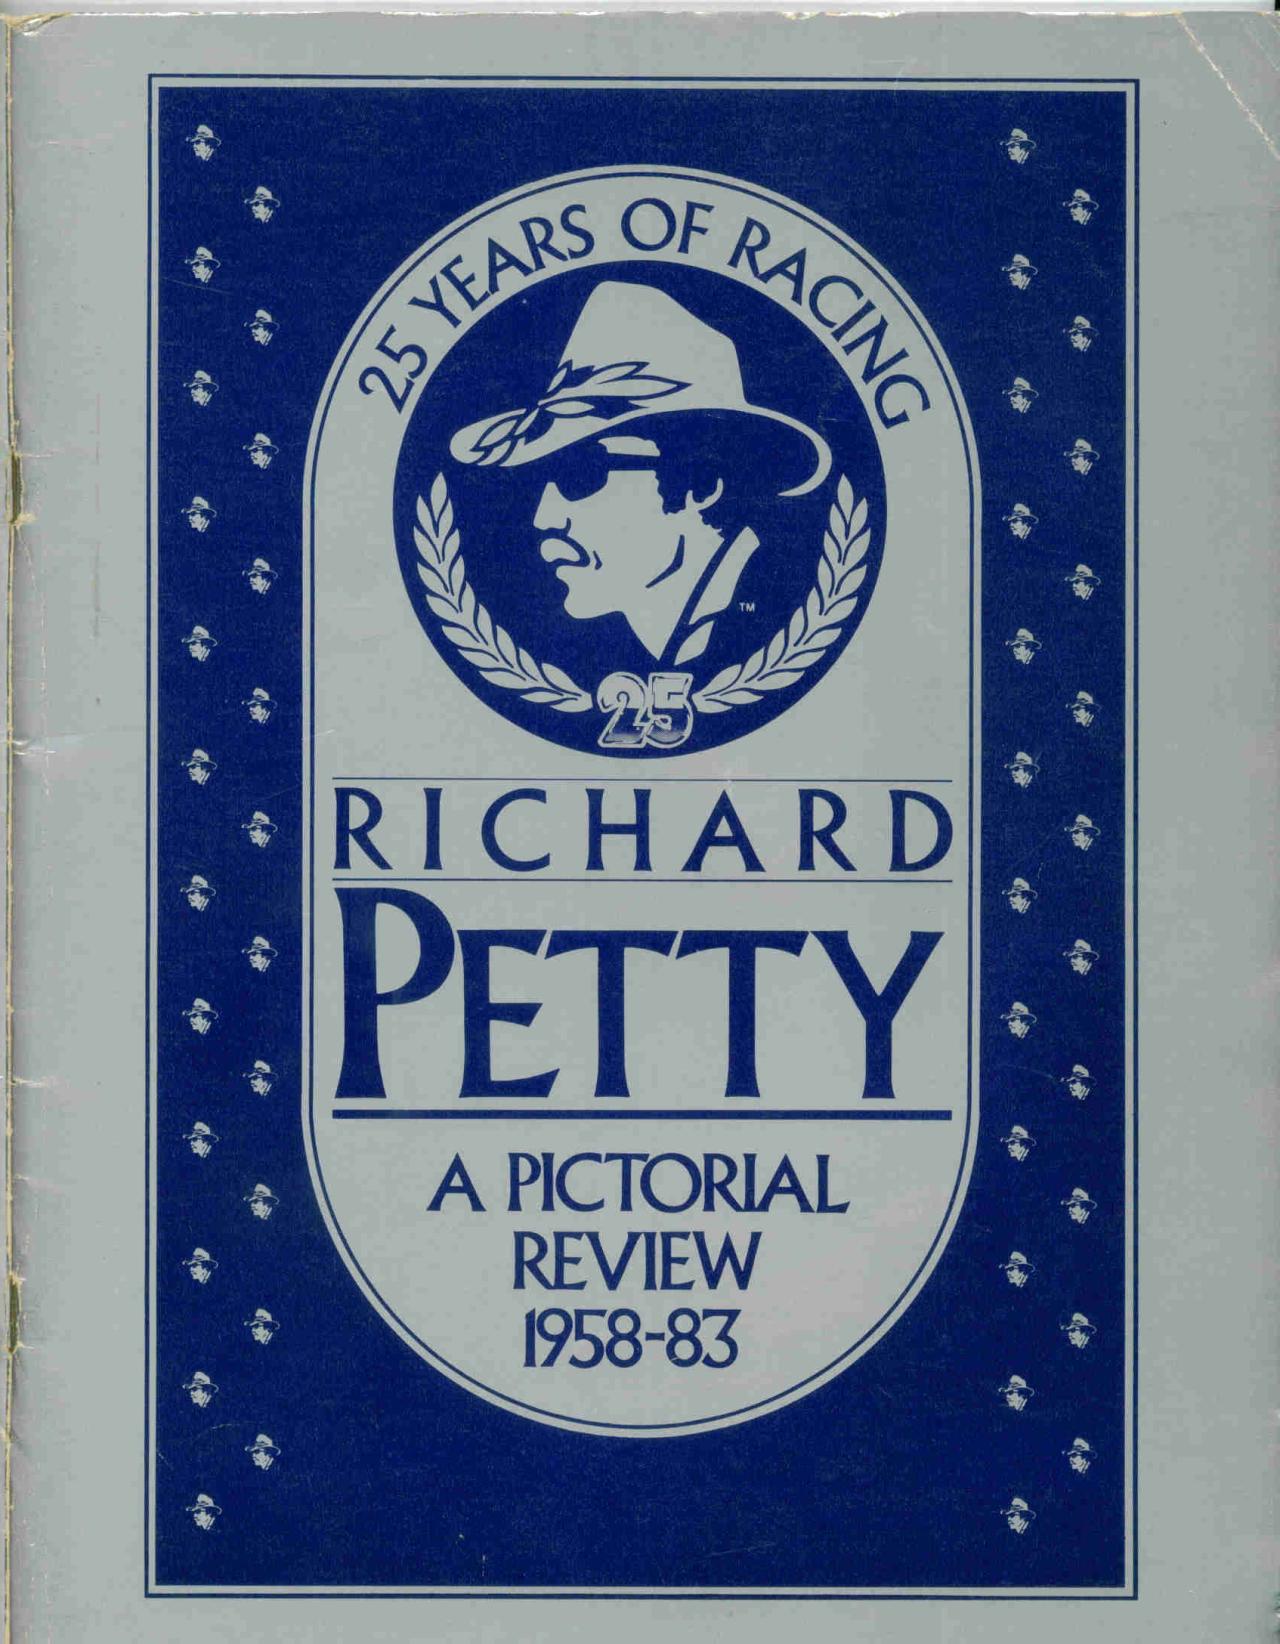 25 YEARS OF RACING
TM
25
RICHARD
PETTY
A PICTORIAL
REVIEW
1958-83